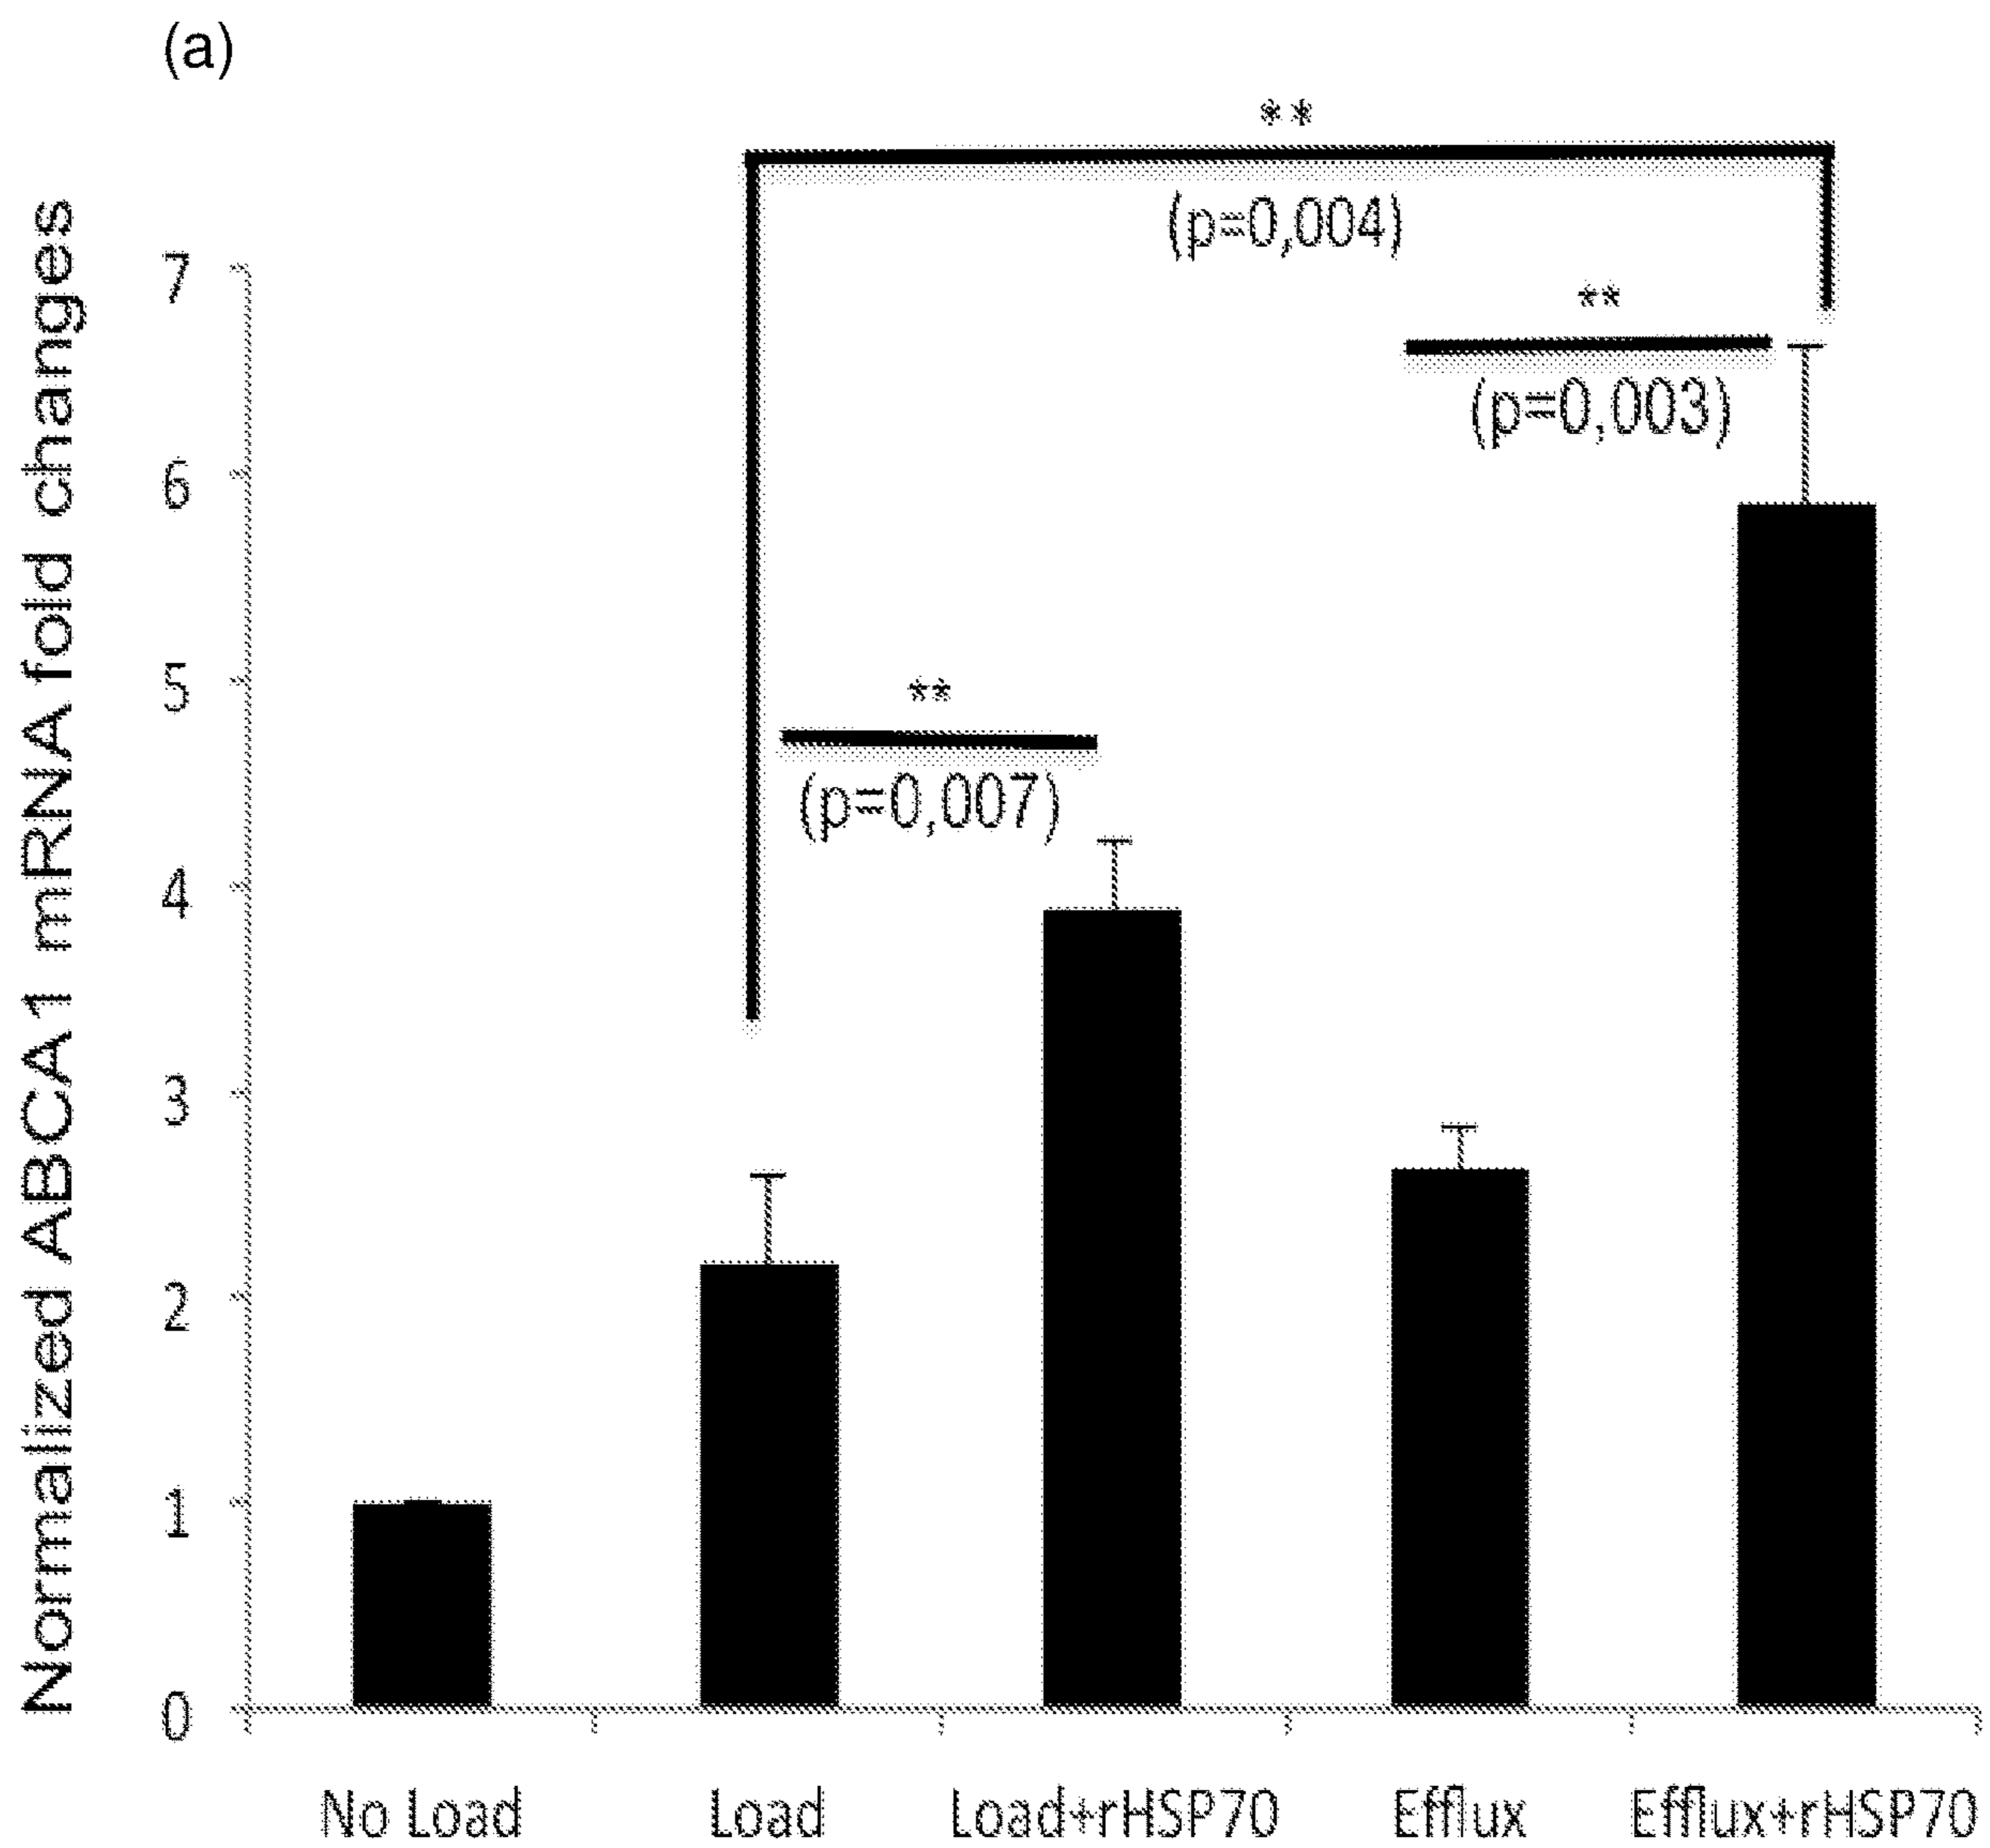 (a)
Normalized ABCA1 mRNA fold changes
**
(p=0,004)
7
**
(p=0,003)
6
5
**
(p=0,007)
4
3
2
1
0
No Load Load Load+rHSP70 Efflux Efflux+rHSP70